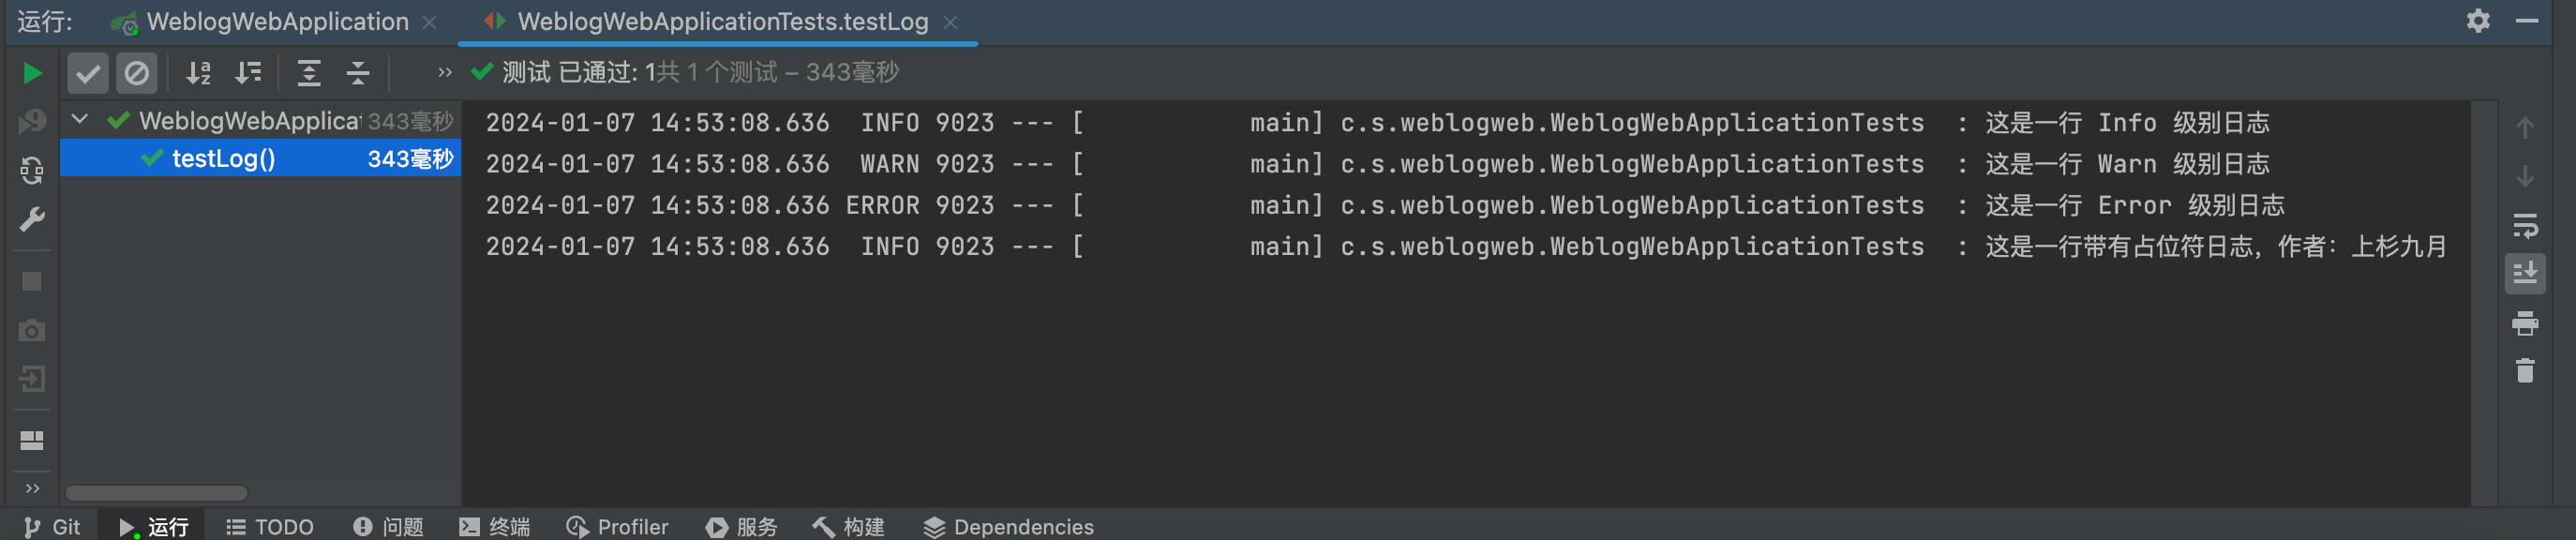 运行: WeblogWebApplication WeblogWebApplicationTests.testLog
测试 已通过: 1共 1 个测试 – 343毫秒
WeblogWebApplicat 343毫秒
testLog() 343毫秒
2024-01-07 14:53:08.636  INFO 9023 --- [           main] c.s.weblogweb.WeblogWebApplicationTests  : 这是一行 Info 级别日志
2024-01-07 14:53:08.636  WARN 9023 --- [           main] c.s.weblogweb.WeblogWebApplicationTests  : 这是一行 Warn 级别日志
2024-01-07 14:53:08.636 ERROR 9023 --- [           main] c.s.weblogweb.WeblogWebApplicationTests  : 这是一行 Error 级别日志
2024-01-07 14:53:08.636  INFO 9023 --- [           main] c.s.weblogweb.WeblogWebApplicationTests  : 这是一行带有占位符日志，作者：上杉九月
Git 运行 TODO 问题 终端 Profiler 服务 构建 Dependencies